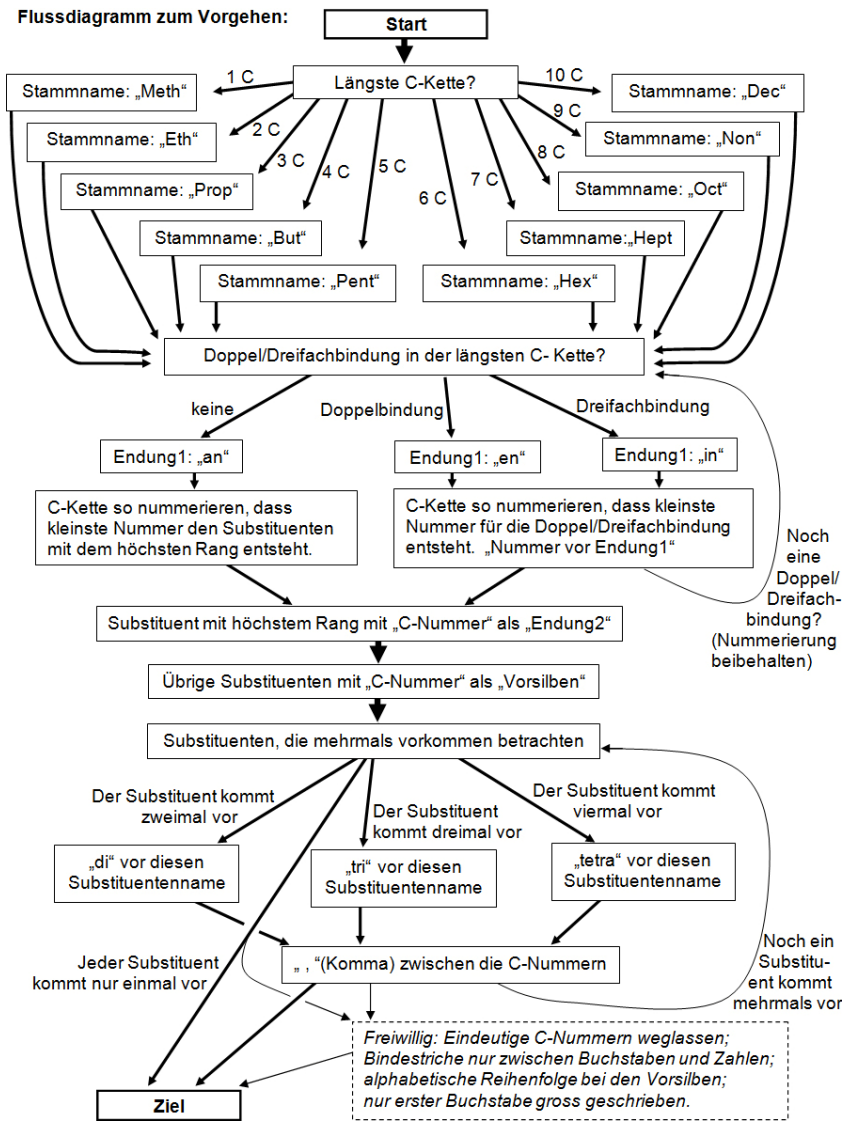 Flussdiagramm zum Vorgehen:
Start
Längste C-Kette?
1 C
2 C
3 C
4 C
5 C
6 C
7 C
8 C
9 C
10 C
Stammname: „Meth“
Stammname: „Dec“
Stammname: „Eth“
Stammname: „Non“
Stammname: „Prop“
Stammname: „Oct“
Stammname: „But“
Stammname:„Hept
Stammname: „Pent“
Stammname: „Hex“
Doppel/Dreifachbindung in der längsten C- Kette?
keine
Doppelbindung
Dreifachbindung
Endung1: „an“
Endung1: „en“
Endung1: „in“
C-Kette so nummerieren, dass
kleinste Nummer den Substituenten
mit dem höchsten Rang entsteht.
C-Kette so nummerieren, dass kleinste
Nummer für die Doppel/Dreifachbindung
entsteht. „Nummer vor Endung1“
Noch
eine
Doppel/
Dreifach-
bindung?
(Nummerierung
beibehalten)
Substituent mit höchstem Rang mit „C-Nummer“ als „Endung2“
Übrige Substituenten mit „C-Nummer“ als „Vorsilben“
Substituenten, die mehrmals vorkommen betrachten
Der Substituent kommt
zweimal vor
Der Substituent
kommt dreimal vor
Der Substituent kommt
viermal vor
„di“ vor diesen
Substituentenname
„tri“ vor diesen
Substituentenname
„tetra“ vor diesen
Substituentenname
Jeder Substituent
kommt nur einmal vor
„ , “(Komma) zwischen die C-Nummern
Noch ein
Substitu-
ent kommt
mehrmals vor
Freiwillig: Eindeutige C-Nummern weglassen;
Bindestriche nur zwischen Buchstaben und Zahlen;
alphabetische Reihenfolge bei den Vorsilben;
nur erster Buchstabe gross geschrieben.
Ziel